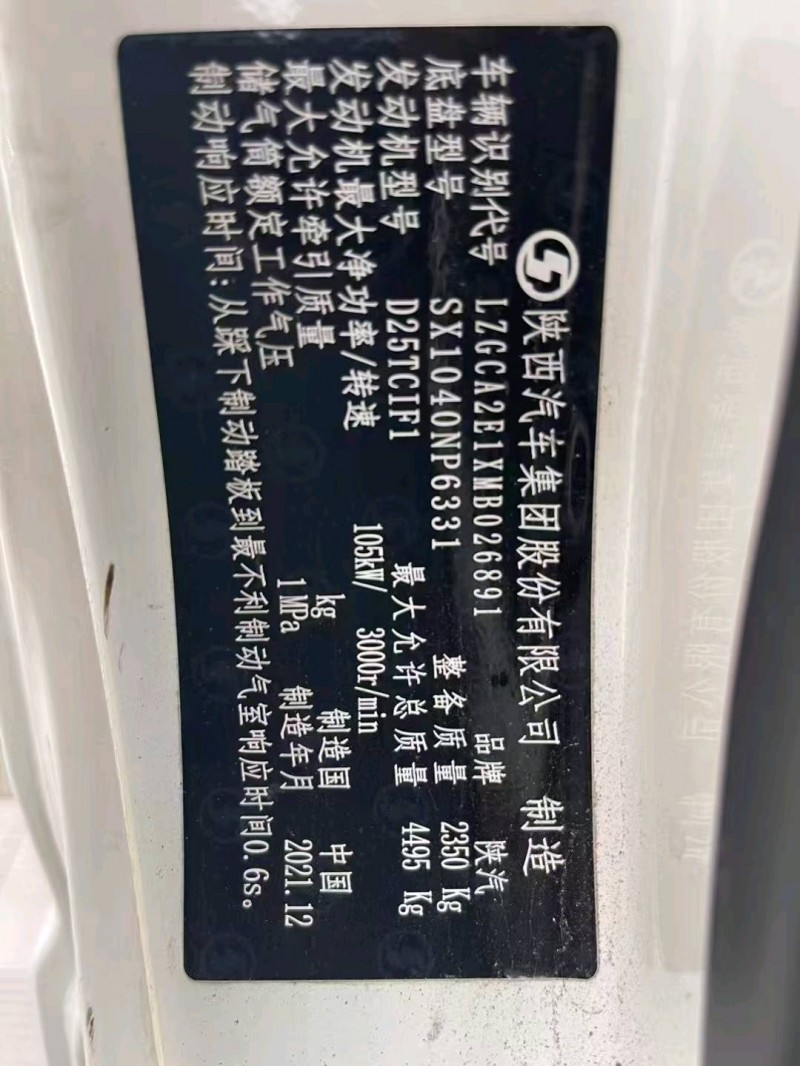 陕西汽车集团股份有限公司 制造
车辆识别代号 LZGCA2E1XMB026891 品牌 陕汽
底盘型号 SX1040NP6331 整备质量 2350 Kg
发动机型号 D25TCIF1 最大允许总质量 4495 Kg
发动机最大净功率/转速 105kW/ 3000r/min
最大允许牵引质量 kg 制造国 中国
储气筒额定工作气压 1 MPa 制造年月 2021.12
制动响应时间：从踩下制动踏板到最不利制动气室响应时间0.6s。